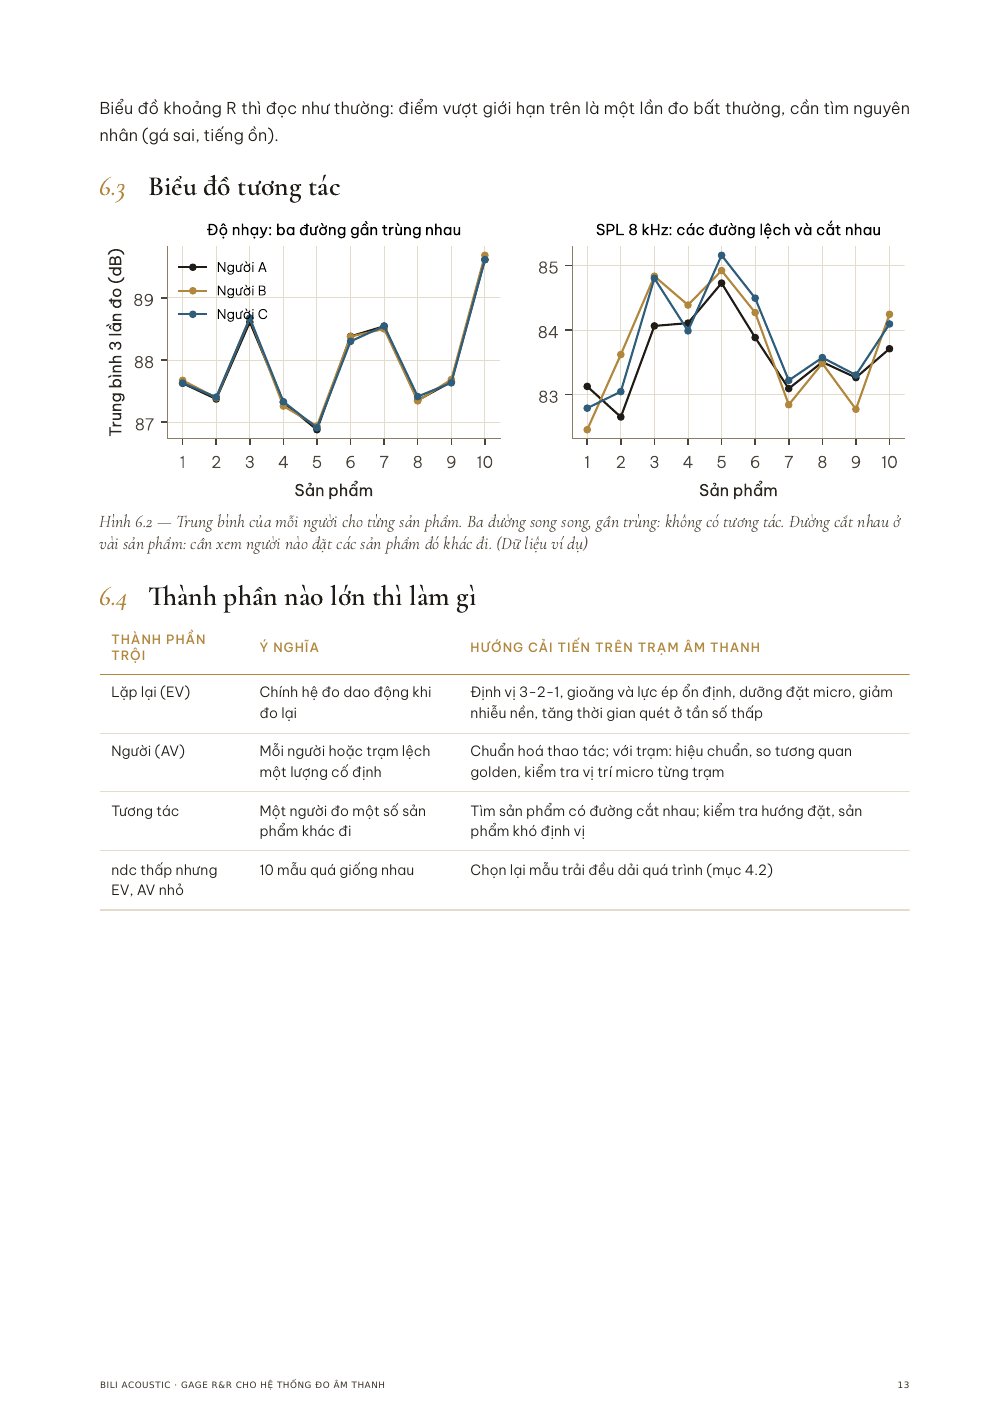 Biểu đồ khoảng R thì đọc như thường: điểm vượt giới hạn trên là một lần đo bất thường, cần tìm nguyên
nhân (gá sai, tiếng ồn).
6.3 Biểu đồ tương tác
Độ nhạy: ba đường gần trùng nhau
Trung bình 3 lần đo (dB)
89
88
87
Người A
Người B
Người C
1 2 3 4 5 6 7 8 9 10
Sản phẩm
SPL 8 kHz: các đường lệch và cắt nhau
85
84
83
1 2 3 4 5 6 7 8 9 10
Sản phẩm
Hình 6.2 — Trung bình của mỗi người cho từng sản phẩm. Ba đường song song, gần trùng: không có tương tác. Đường cắt nhau ở
vài sản phẩm: cần xem người nào đặt các sản phẩm đó khác đi. (Dữ liệu ví dụ)
6.4 Thành phần nào lớn thì làm gì
THÀNH PHẦN
TRỘI
Ý NGHĨA
HƯỚNG CẢI TIẾN TRÊN TRẠM ÂM THANH
Lặp lại (EV)
Chính hệ đo dao động khi
đo lại
Định vị 3-2-1, gioăng và lực ép ổn định, dưỡng đặt micro, giảm
nhiễu nền, tăng thời gian quét ở tần số thấp
Người (AV)
Mỗi người hoặc trạm lệch
một lượng cố định
Chuẩn hoá thao tác; với trạm: hiệu chuẩn, so tương quan
golden, kiểm tra vị trí micro từng trạm
Tương tác
Một người đo một số sản
phẩm khác đi
Tìm sản phẩm có đường cắt nhau; kiểm tra hướng đặt, sản
phẩm khó định vị
ndc thấp nhưng
EV, AV nhỏ
10 mẫu quá giống nhau
Chọn lại mẫu trải đều dải quá trình (mục 4.2)
BILI ACOUSTIC · GAGE R&R CHO HỆ THỐNG ĐO ÂM THANH
13